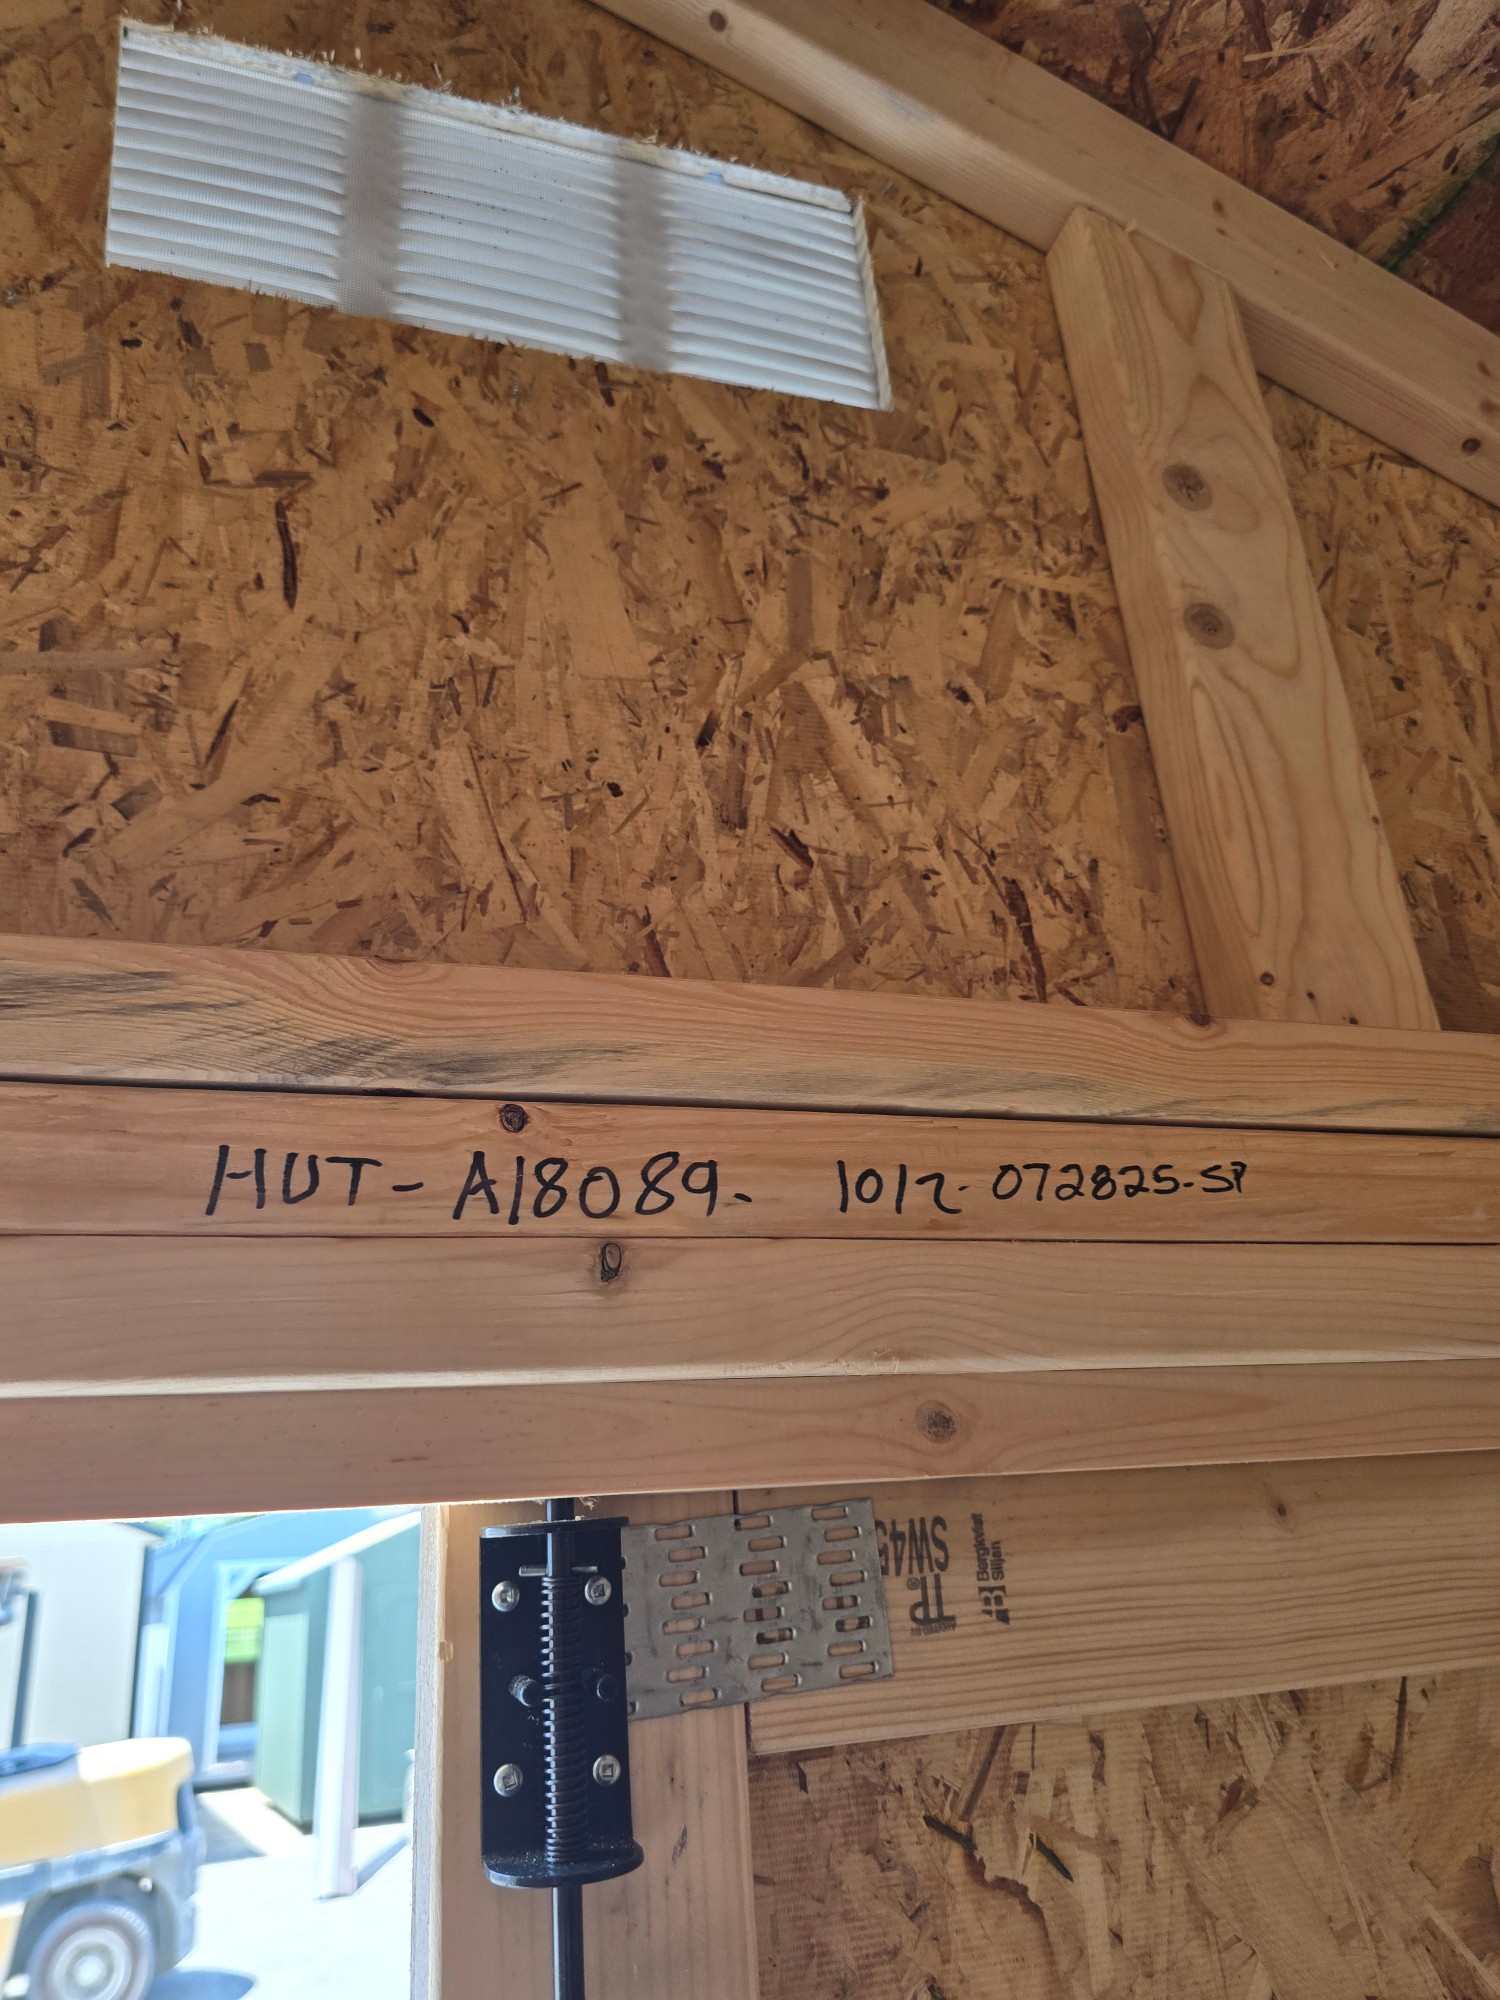 HUT-A18089- 1012-072825-SP
SW45
TP®
Bergkvist
Siljan